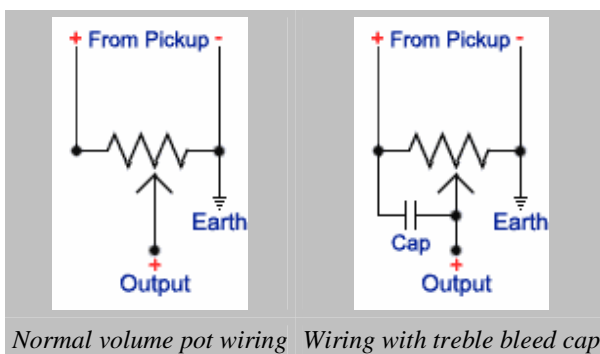 + From Pickup -
Earth
+
Output
Normal volume pot wiring
+ From Pickup -
Cap
Earth
+
Output
Wiring with treble bleed cap